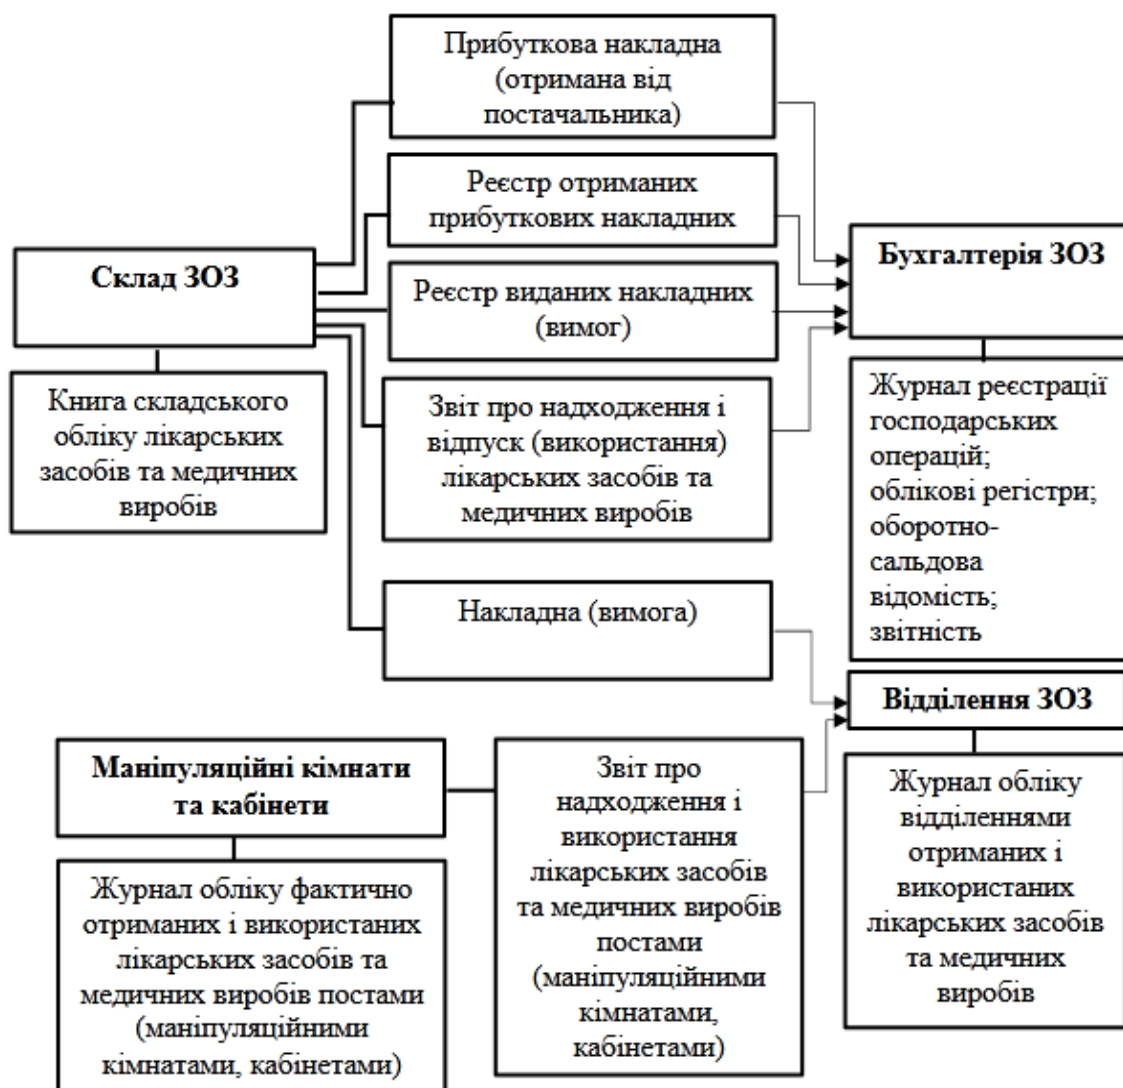 Прибуткова накладна
(отримана від
постачальника)
Реєстр отриманих
прибуткових накладних
Склад ЗОЗ
Бухгалтерія ЗОЗ
Реєстр виданих накладних
(вимог)
Книга складського
обліку лікарських
засобів та медичних
виробів
Звіт про надходження і
відпуск (використання)
лікарських засобів та
медичних виробів
Журнал реєстрації
господарських
операцій;
облікові регістри;
оборотно-
сальдова
відомість;
звітність
Накладна (вимога)
Відділення ЗОЗ
Маніпуляційні кімнати
та кабінети
Звіт про
надходження і
використання
лікарських засобів
та медичних виробів
постами
(маніпуляційними
кімнатами,
кабінетами)
Журнал обліку
відділеннями
отриманих і
використаних
лікарських засобів
та медичних
виробів
Журнал обліку фактично
отриманих і використаних
лікарських засобів та
медичних виробів постами
(маніпуляційними
кімнатами, кабінетами)